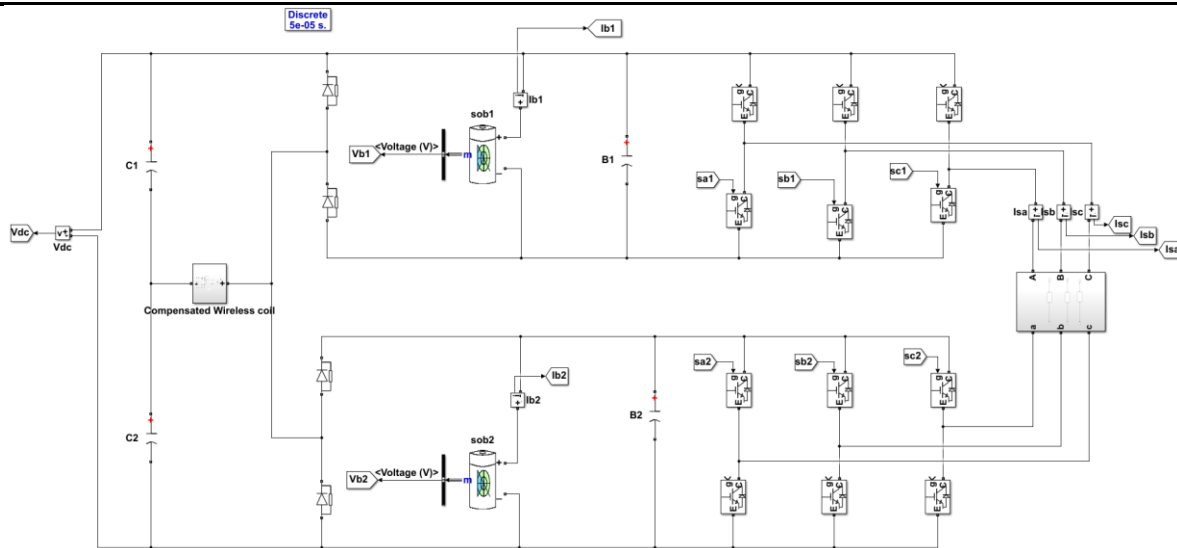 Discrete
5e-05 s.
Ib1
g C
E
g C
E
g C
E
+
Ib1
sob1
<Voltage (V)>
Vb1
m
+
-
C1
+
B1
+
sa1
sb1
sc1
g C
E
g C
E
g C
E
Isa
Isb
Isc
Isc
Isb
Isa
Vdc
v +
-
Vdc
Compensated Wireless coil
- +
A B C
a b c
sa2
sb2
sc2
g C
E
g C
E
g C
E
Ib2
+
Ib2
sob2
<Voltage (V)>
Vb2
m
+
-
C2
+
B2
+
g C
E
g C
E
g C
E